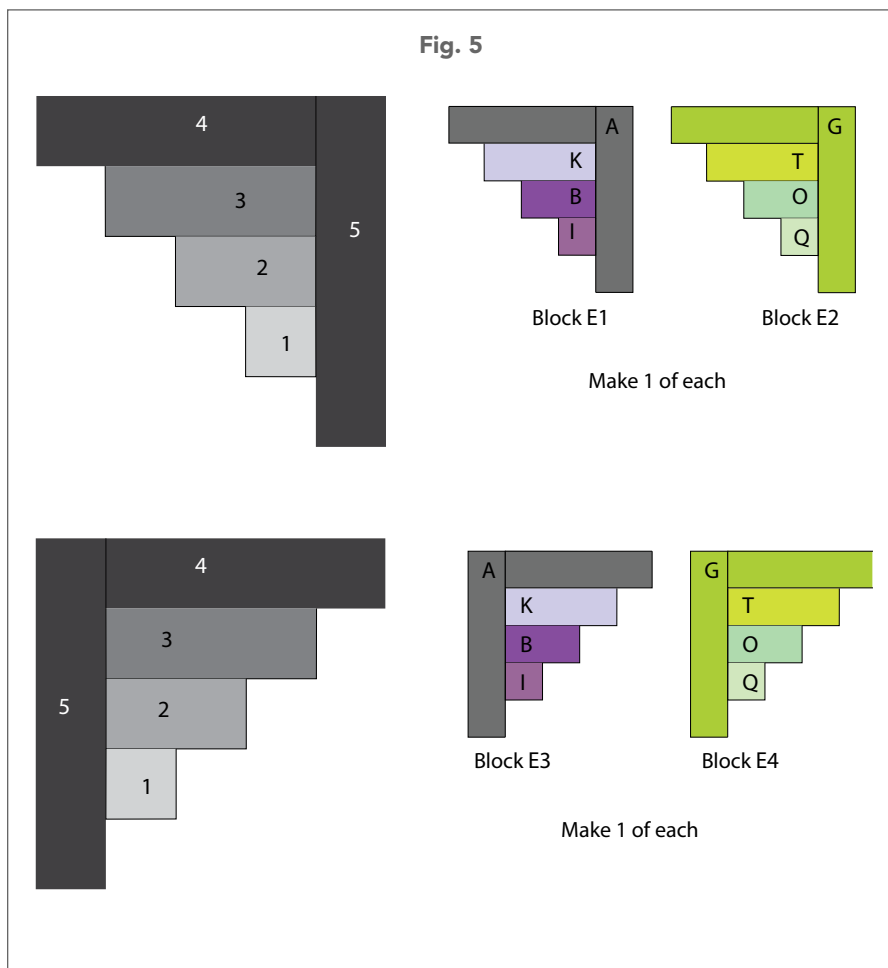 Fig. 5
4
3
2
1
5
A
K
B
I
G
T
O
Q
Block E1
Block E2
Make 1 of each
4
3
2
1
5
A
K
B
I
G
T
O
Q
Block E3
Block E4
Make 1 of each